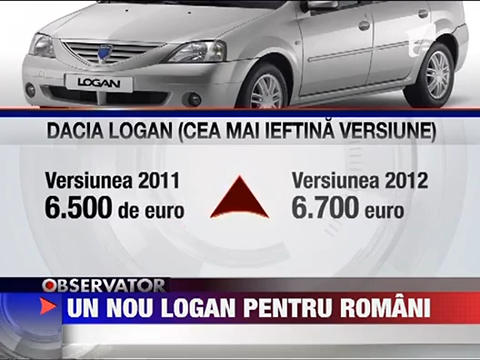 LOGAN
DACIA LOGAN (CEA MAI IEFTINĂ VERSIUNE)
Versiunea 2011
6.500 de euro
Versiunea 2012
6.700 euro
OBSERVATOR
UN NOU LOGAN PENTRU ROMÂNI